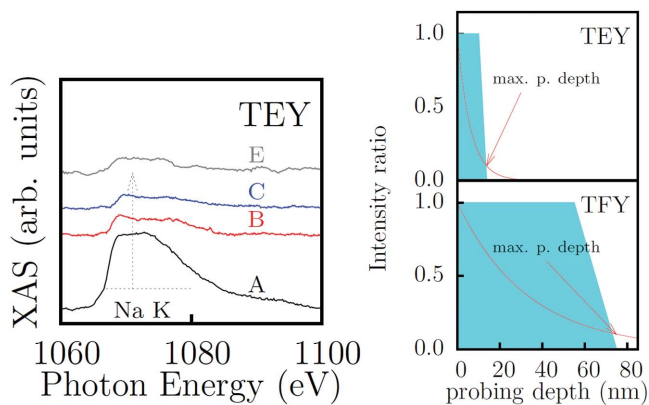 TEY
E
C
B
A
Na K
XAS (arb. units)
1060
1080
1100
Photon Energy (eV)
TEY
max. p. depth
1.0
0.5
0.0
TFY
max. p. depth
1.0
0.5
0.0
Intensity ratio
0
20
40
60
80
probing depth (nm)